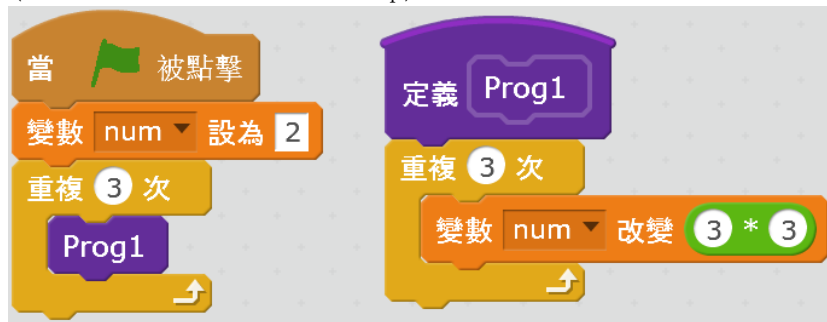 當 被點擊
變數 num 設為 2
重複 3 次
Prog1
定義 Prog1
重複 3 次
變數 num 改變 3 * 3